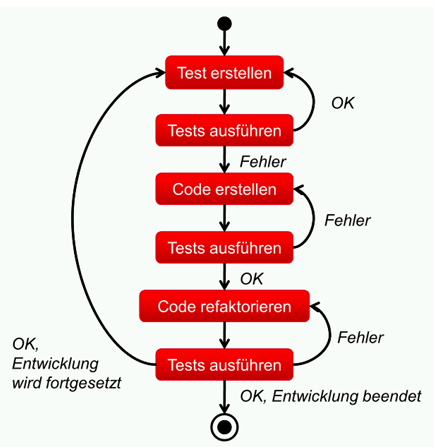 Test erstellen
OK
Tests ausführen
Fehler
Code erstellen
Fehler
Tests ausführen
OK
Code refaktorieren
Fehler
OK,
Entwicklung
wird fortgesetzt
Tests ausführen
OK, Entwicklung beendet